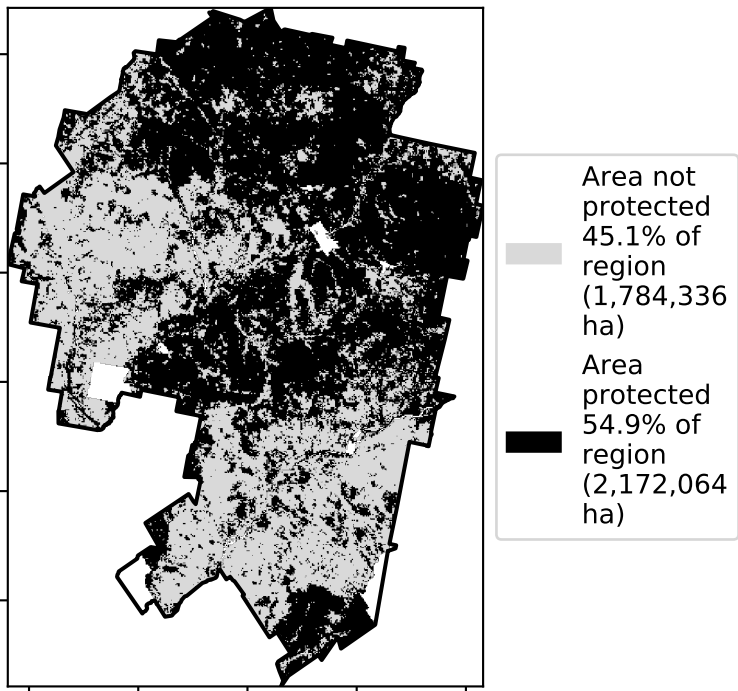 Area not
protected
45.1% of
region
(1,784,336
ha)
Area
protected
54.9% of
region
(2,172,064
ha)